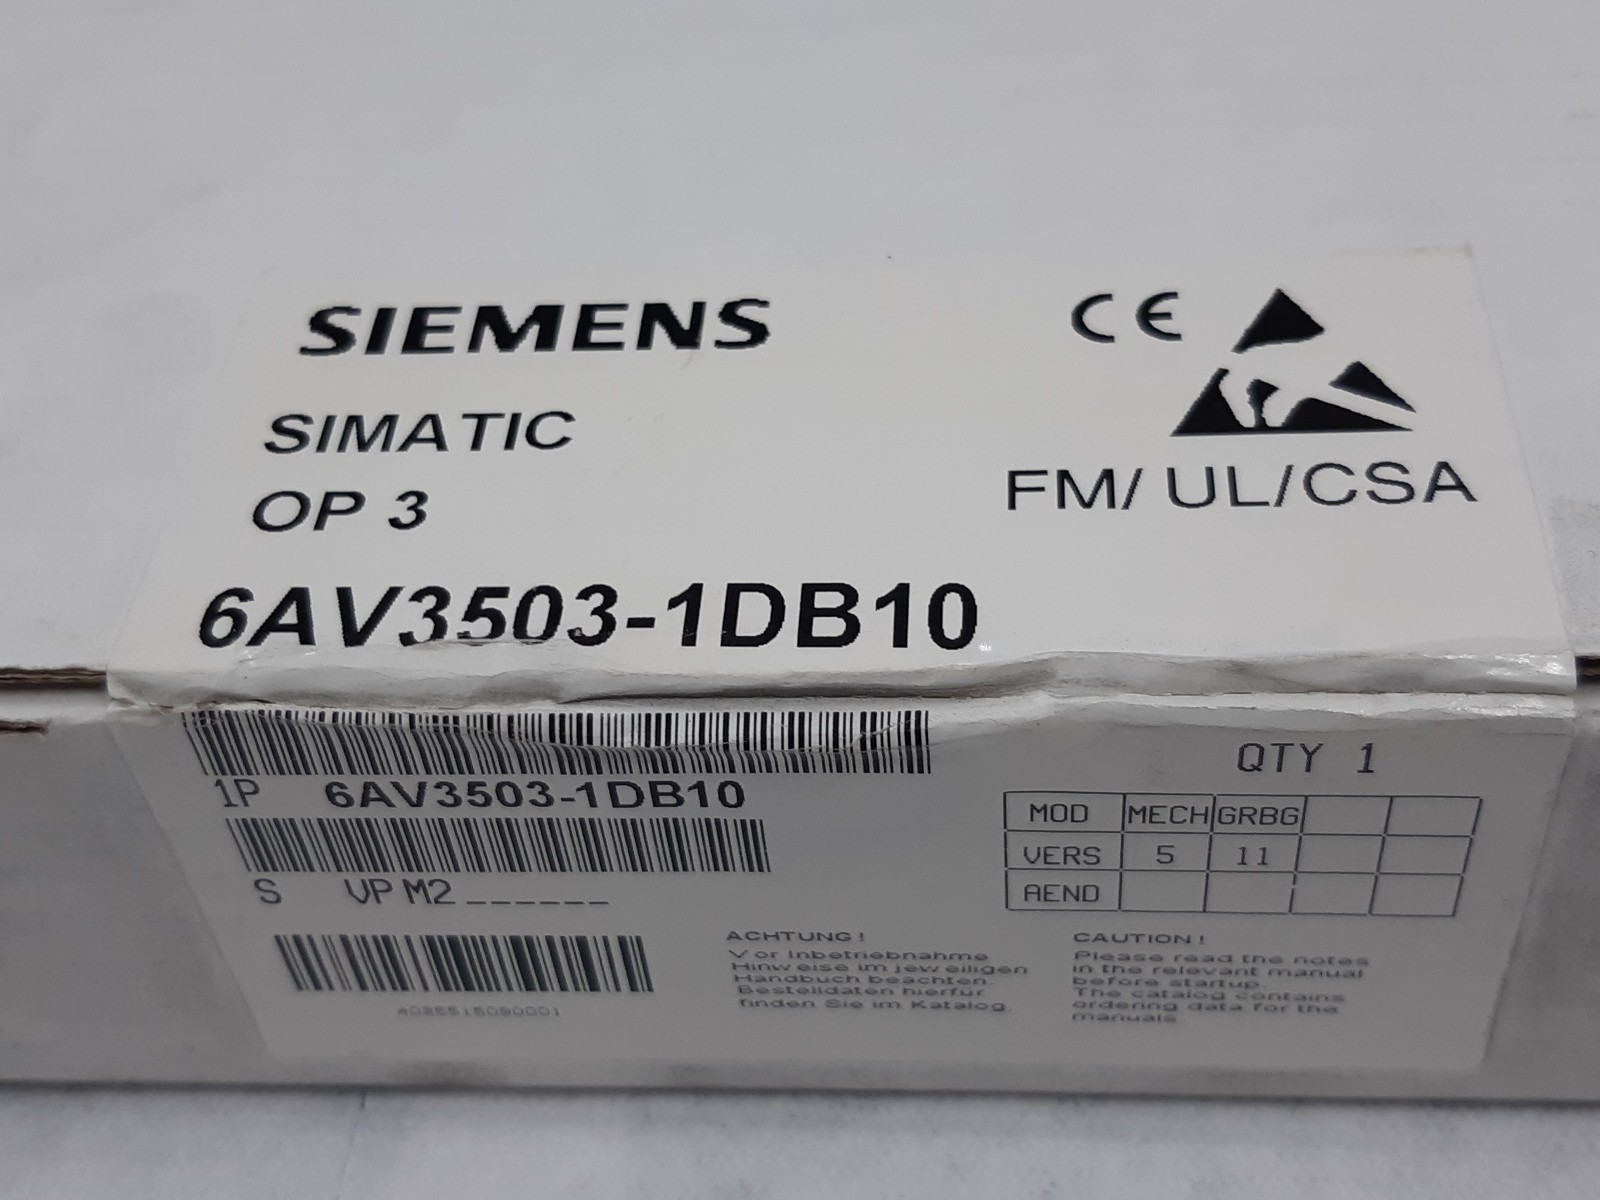 SIEMENS
CE
SIMATIC
OP 3
FM/ UL/CSA
6AV3503-1DB10
1P 6AV3503-1DB10
QTY 1
MOD MECH GRBG
VERS 5 11
AEND
S VPM2______
4025515090001
ACHTUNG!
Vor Inbetriebnahme
Hinweise im jeweiligen
Handbuch beachten.
Bestelldaten hierfür
finden Sie im Katalog.
CAUTION!
Please read the notes
in the relevant manual
before startup.
The catalog contains
ordering data for the
manuals.